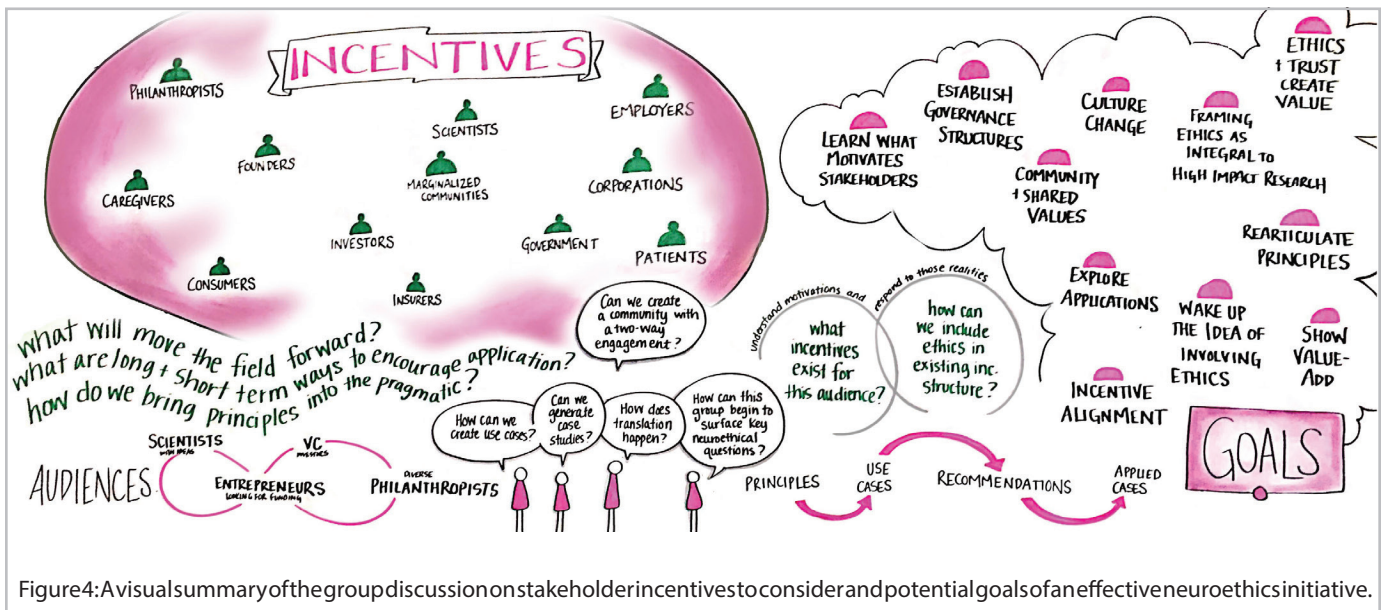 INCENTIVES
PHILANTHROPISTS
SCIENTISTS
EMPLOYERS
FOUNDERS
MARGINALIZED
COMMUNITIES
CORPORATIONS
CAREGIVERS
INVESTORS
GOVERNMENT
PATIENTS
CONSUMERS
INSURERS
ETHICS
+ TRUST
CREATE
VALUE
ESTABLISH
GOVERNANCE
STRUCTURES
CULTURE
CHANGE
FRAMING
ETHICS AS
INTEGRAL TO
HIGH IMPACT RESEARCH
LEARN WHAT
MOTIVATES
STAKEHOLDERS
COMMUNITY
+ SHARED
VALUES
REARTICULATE
PRINCIPLES
EXPLORE
APPLICATIONS
WAKE UP
THE IDEA OF
INVOLVING
ETHICS
SHOW
VALUE-
ADD
INCENTIVE
ALIGNMENT
GOALS
what will move the field forward?
what are long + short term ways to encourage application?
how do we bring principles into the pragmatic?
Can we create
a community with
a two-way
engagement?
understand motivations and
respond to those realities
what
incentives
exist for
this audience?
how can
we include
ethics in
existing inc.
structure?
How can we
create use cases?
Can we
generate
case
studies?
How does
translation
happen?
How can this
group begin to
"surface" key
neuroethical
questions?
AUDIENCES
SCIENTISTS
WITH IDEAS
VC
METRICS
ENTREPRENEURS
LOOKING FOR FUNDING
DIVERSE
PHILANTHROPISTS
PRINCIPLES
USE
CASES
RECOMMENDATIONS
APPLIED
CASES
Figure4:Avisualsummaryofthegroupdiscussiononstakeholderincentivestoconsiderandpotentialgoalsofaneffectiveneuroethicsinitiative.